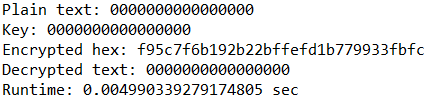 Plain text: 0000000000000000
Key: 0000000000000000
Encrypted hex: f95c7f6b192b22bffefd1b779933fbfc
Decrypted text: 0000000000000000
Runtime: 0.004990339279174805 sec